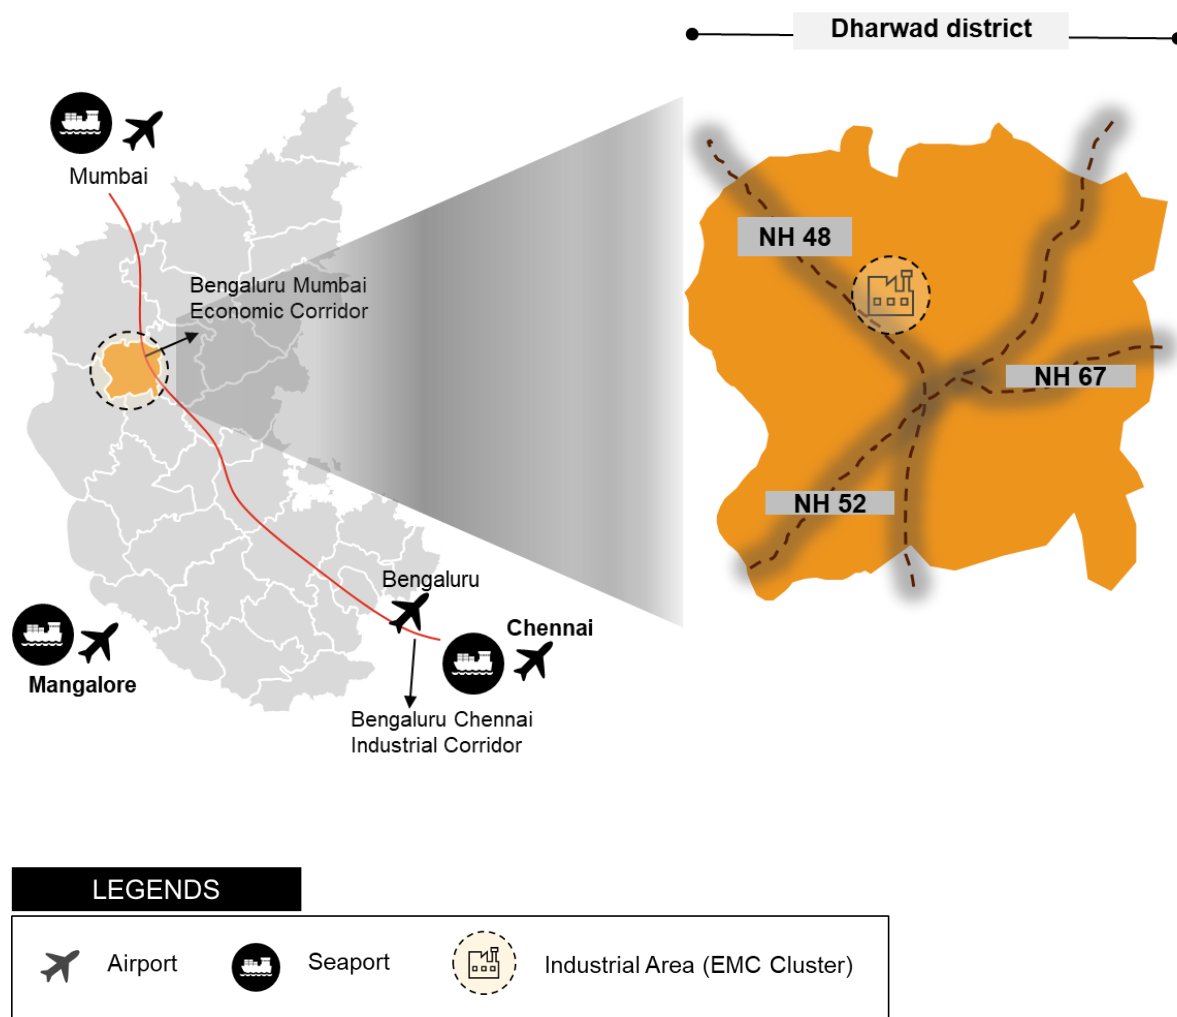 Dharwad district
Mumbai
Bengaluru Mumbai
Economic Corridor
NH 48
NH 67
NH 52
Bengaluru
Chennai
Mangalore
Bengaluru Chennai
Industrial Corridor
LEGENDS
Airport
Seaport
Industrial Area (EMC Cluster)